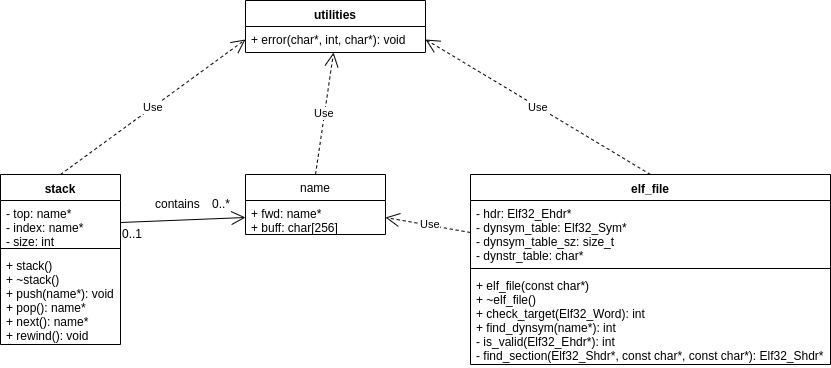 utilities
+ error(char*, int, char*): void
Use
Use
Use
stack
- top: name*
- index: name*
- size: int
+ stack()
+ ~stack()
+ push(name*): void
+ pop(): name*
+ next(): name*
+ rewind(): void
contains 0..*
0..1
name
+ fwd: name*
+ buff: char[256]
Use
elf_file
- hdr: Elf32_Ehdr*
- dynsym_table: Elf32_Sym*
- dynsym_table_sz: size_t
- dynstr_table: char*
+ elf_file(const char*)
+ ~elf_file()
+ check_target(Elf32_Word): int
+ find_dynsym(name*): int
- is_valid(Elf32_Ehdr*): int
- find_section(Elf32_Shdr*, const char*, const char*): Elf32_Shdr*